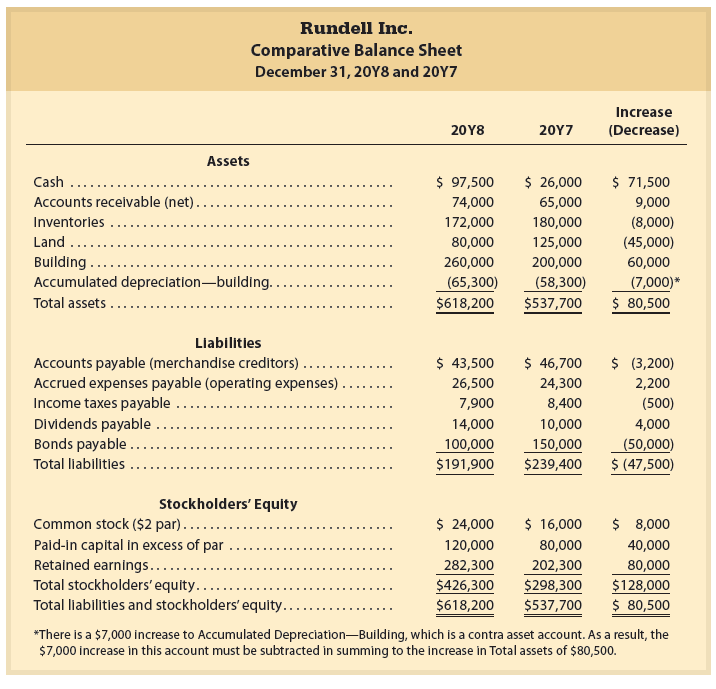 Rundell Inc.
Comparative Balance Sheet
December 31, 20Y8 and 20Y7
Increase
20Y8 20Y7 (Decrease)
Assets
Cash $ 97,500 $ 26,000 $ 71,500
Accounts receivable (net) 74,000 65,000 9,000
Inventories 172,000 180,000 (8,000)
Land 80,000 125,000 (45,000)
Building 260,000 200,000 60,000
Accumulated depreciation—building (65,300) (58,300) (7,000)*
Total assets $618,200 $537,700 $ 80,500
Liabilities
Accounts payable (merchandise creditors) $ 43,500 $ 46,700 $ (3,200)
Accrued expenses payable (operating expenses) 26,500 24,300 2,200
Income taxes payable 7,900 8,400 (500)
Dividends payable 14,000 10,000 4,000
Bonds payable 100,000 150,000 (50,000)
Total liabilities $191,900 $239,400 $ (47,500)
Stockholders' Equity
Common stock ($2 par) $ 24,000 $ 16,000 $ 8,000
Paid-in capital in excess of par 120,000 80,000 40,000
Retained earnings 282,300 202,300 80,000
Total stockholders' equity $426,300 $298,300 $128,000
Total liabilities and stockholders' equity $618,200 $537,700 $ 80,500
*There is a $7,000 increase to Accumulated Depreciation—Building, which is a contra asset account. As a result, the
$7,000 increase in this account must be subtracted in summing to the increase in Total assets of $80,500.